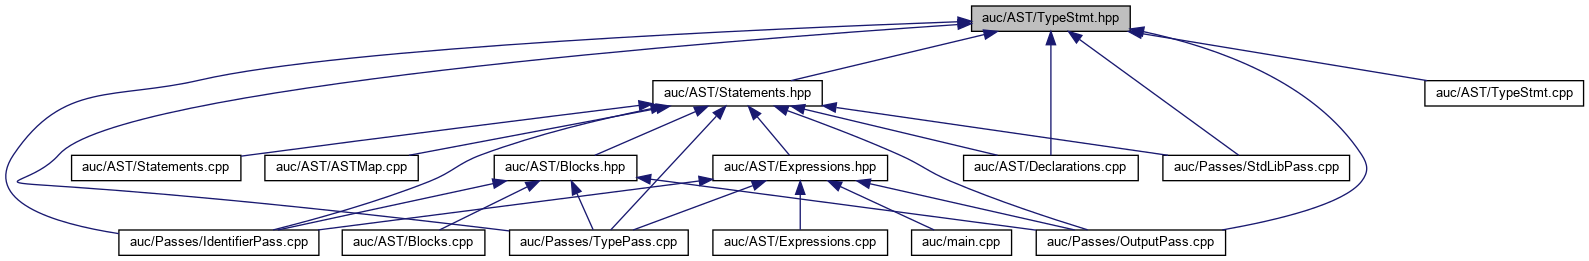 auc/AST/TypeStmt.hpp
auc/AST/Statements.hpp
auc/AST/TypeStmt.cpp
auc/AST/Statements.cpp
auc/AST/ASTMap.cpp
auc/AST/Blocks.hpp
auc/AST/Expressions.hpp
auc/AST/Declarations.cpp
auc/Passes/StdLibPass.cpp
auc/Passes/IdentifierPass.cpp
auc/AST/Blocks.cpp
auc/Passes/TypePass.cpp
auc/AST/Expressions.cpp
auc/main.cpp
auc/Passes/OutputPass.cpp